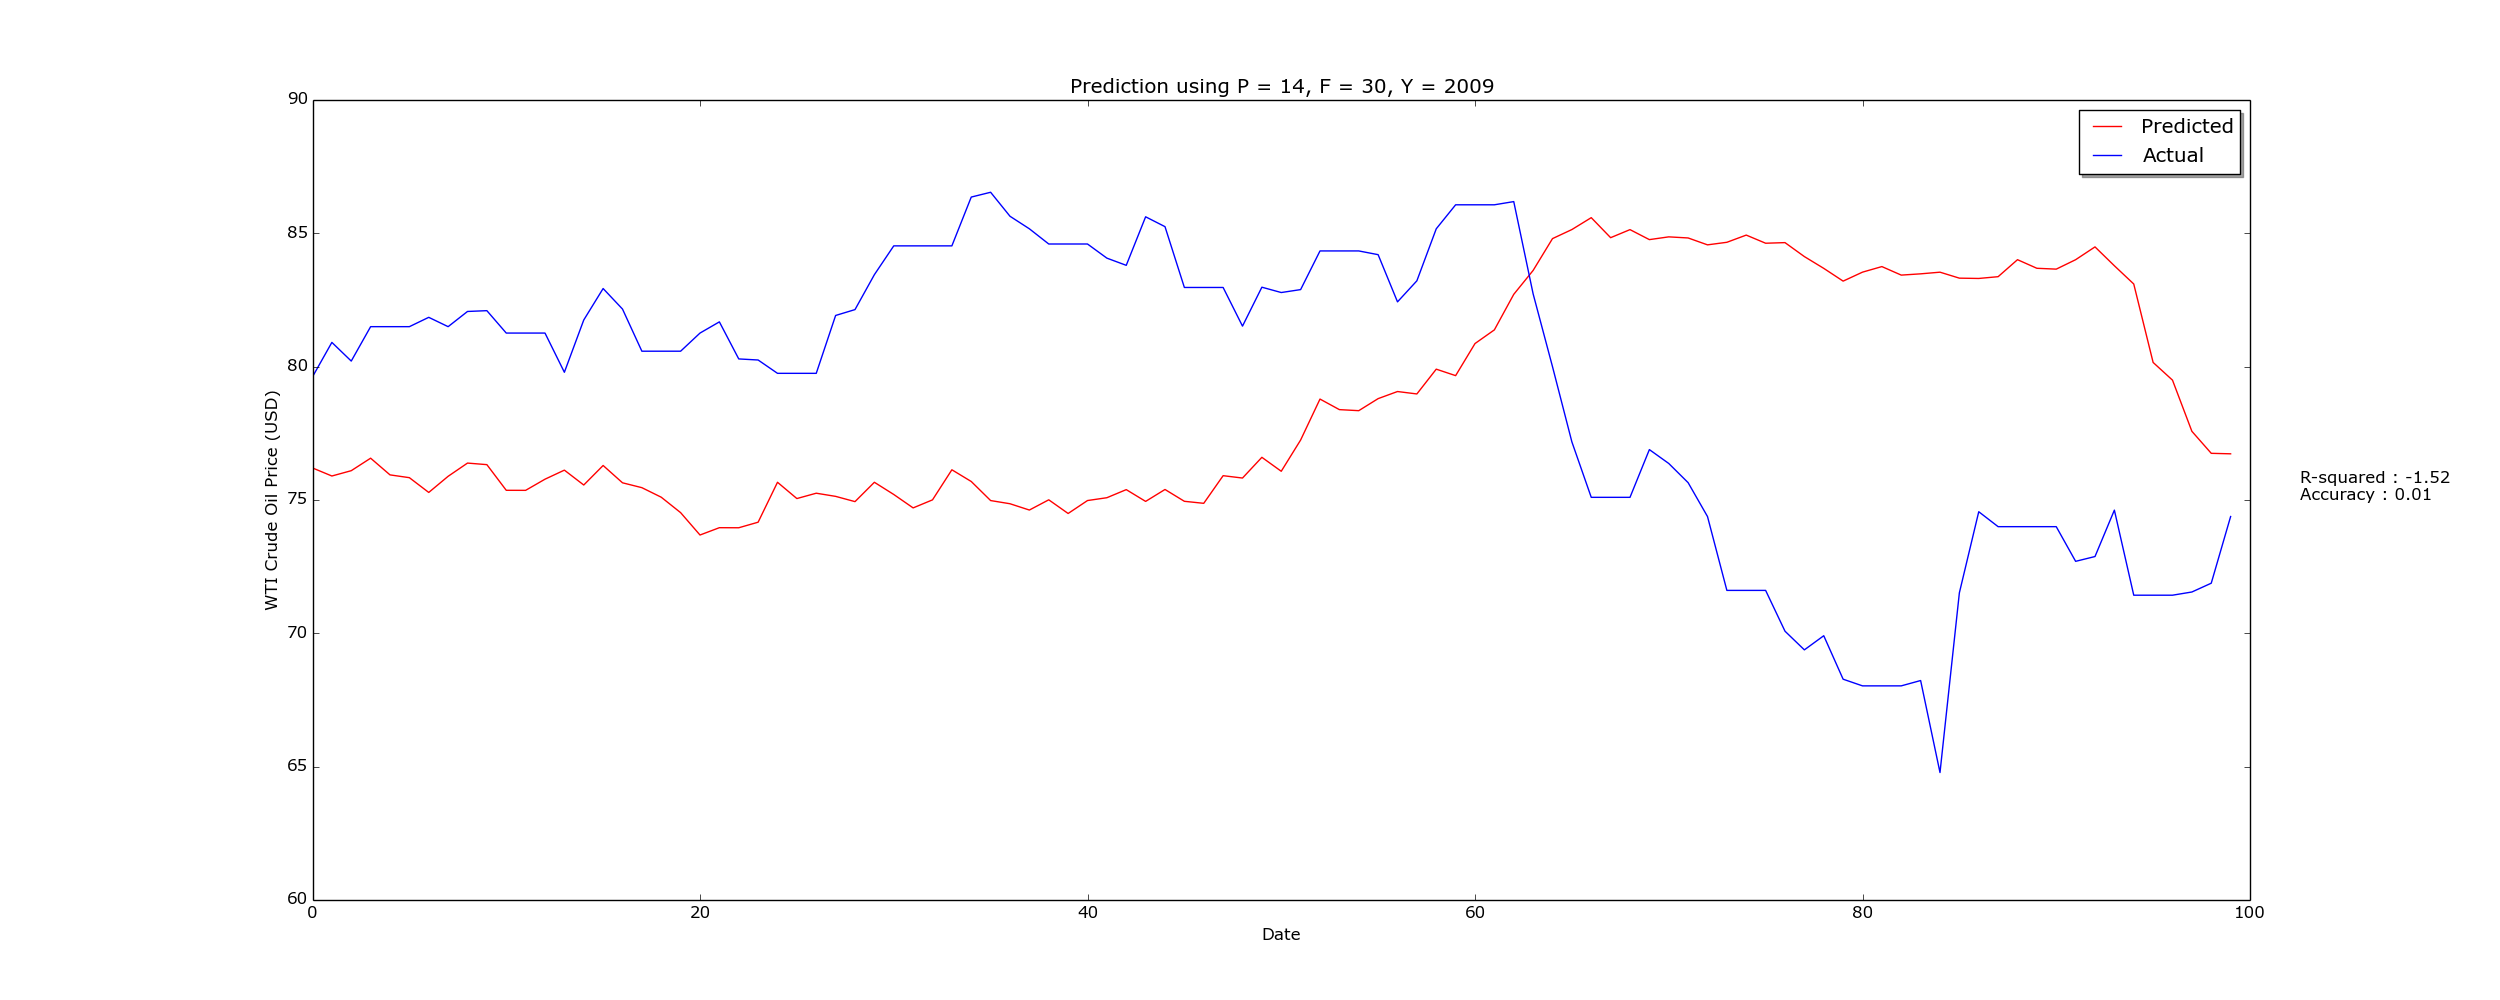 Prediction using P = 14, F = 30, Y = 2009
Predicted
Actual
90
85
80
75
70
65
60
WTI Crude Oil Price (USD)
R-squared : -1.52
Accuracy : 0.01
0 20 40 60 80 100
Date